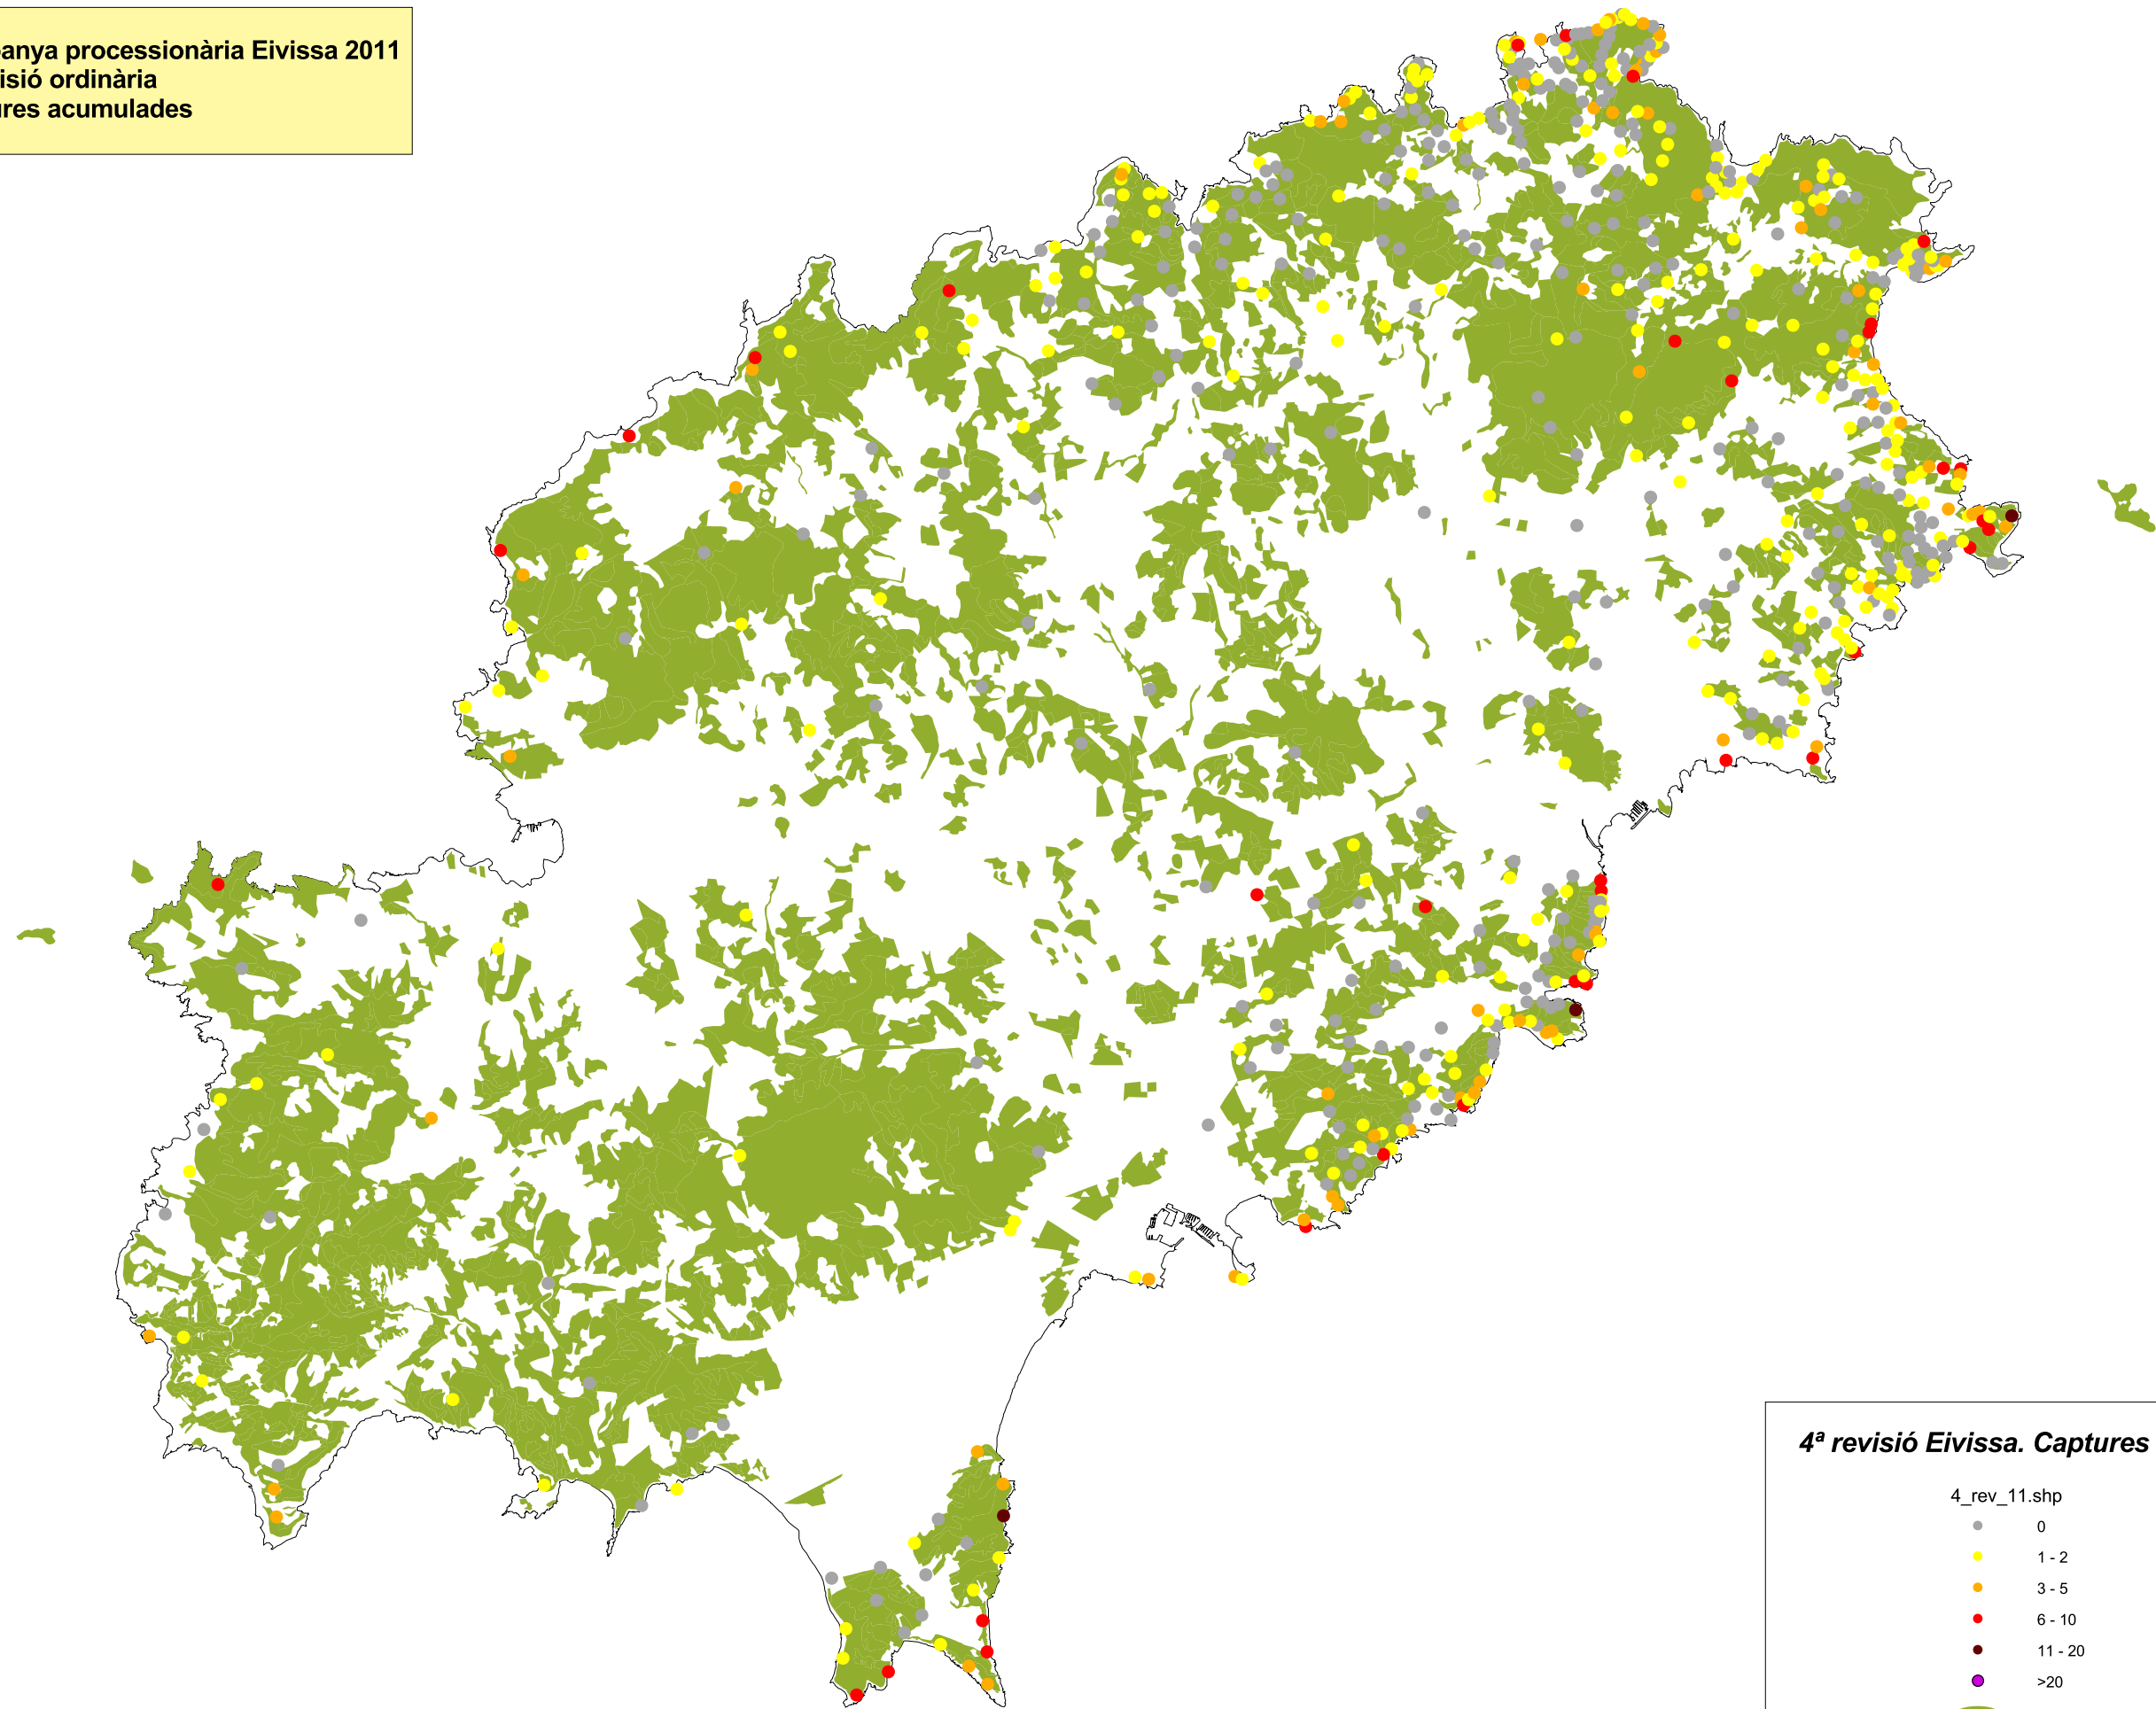 panya processionària Eivissa 2011
isió ordinària
ures acumulades
4ª revisió Eivissa. Captures
4_rev_11.shp
0
1 - 2
3 - 5
6 - 10
11 - 20
>20